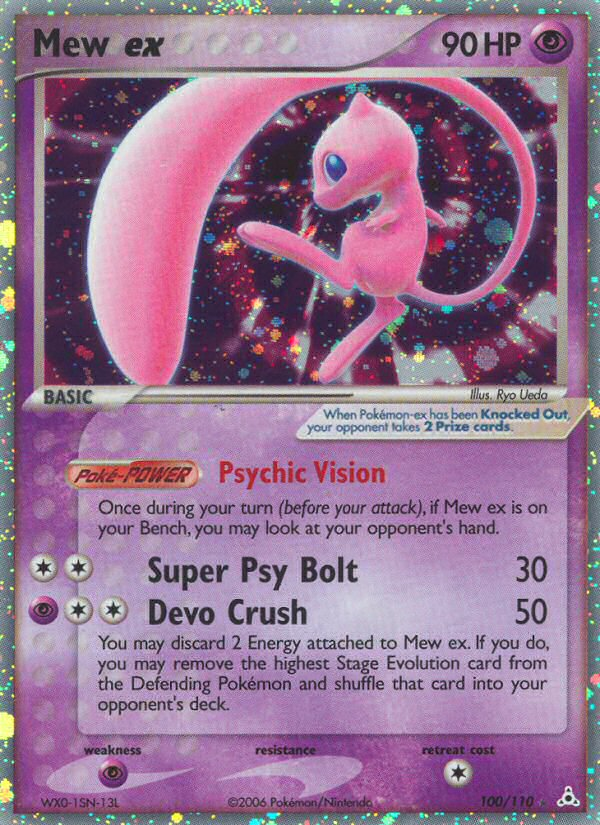 Mew ex
90 HP
BASIC
Illus. Ryo Ueda
When Pokémon-ex has been Knocked Out,
your opponent takes 2 Prize cards.
Poké-POWER Psychic Vision
Once during your turn (before your attack), if Mew ex is on
your Bench, you may look at your opponent's hand.
Super Psy Bolt 30
Devo Crush 50
You may discard 2 Energy attached to Mew ex. If you do,
you may remove the highest Stage Evolution card from
the Defending Pokémon and shuffle that card into your
opponent's deck.
weakness resistance retreat cost
WX0-1SN-13L ©2006 Pokémon/Nintendo 100/110